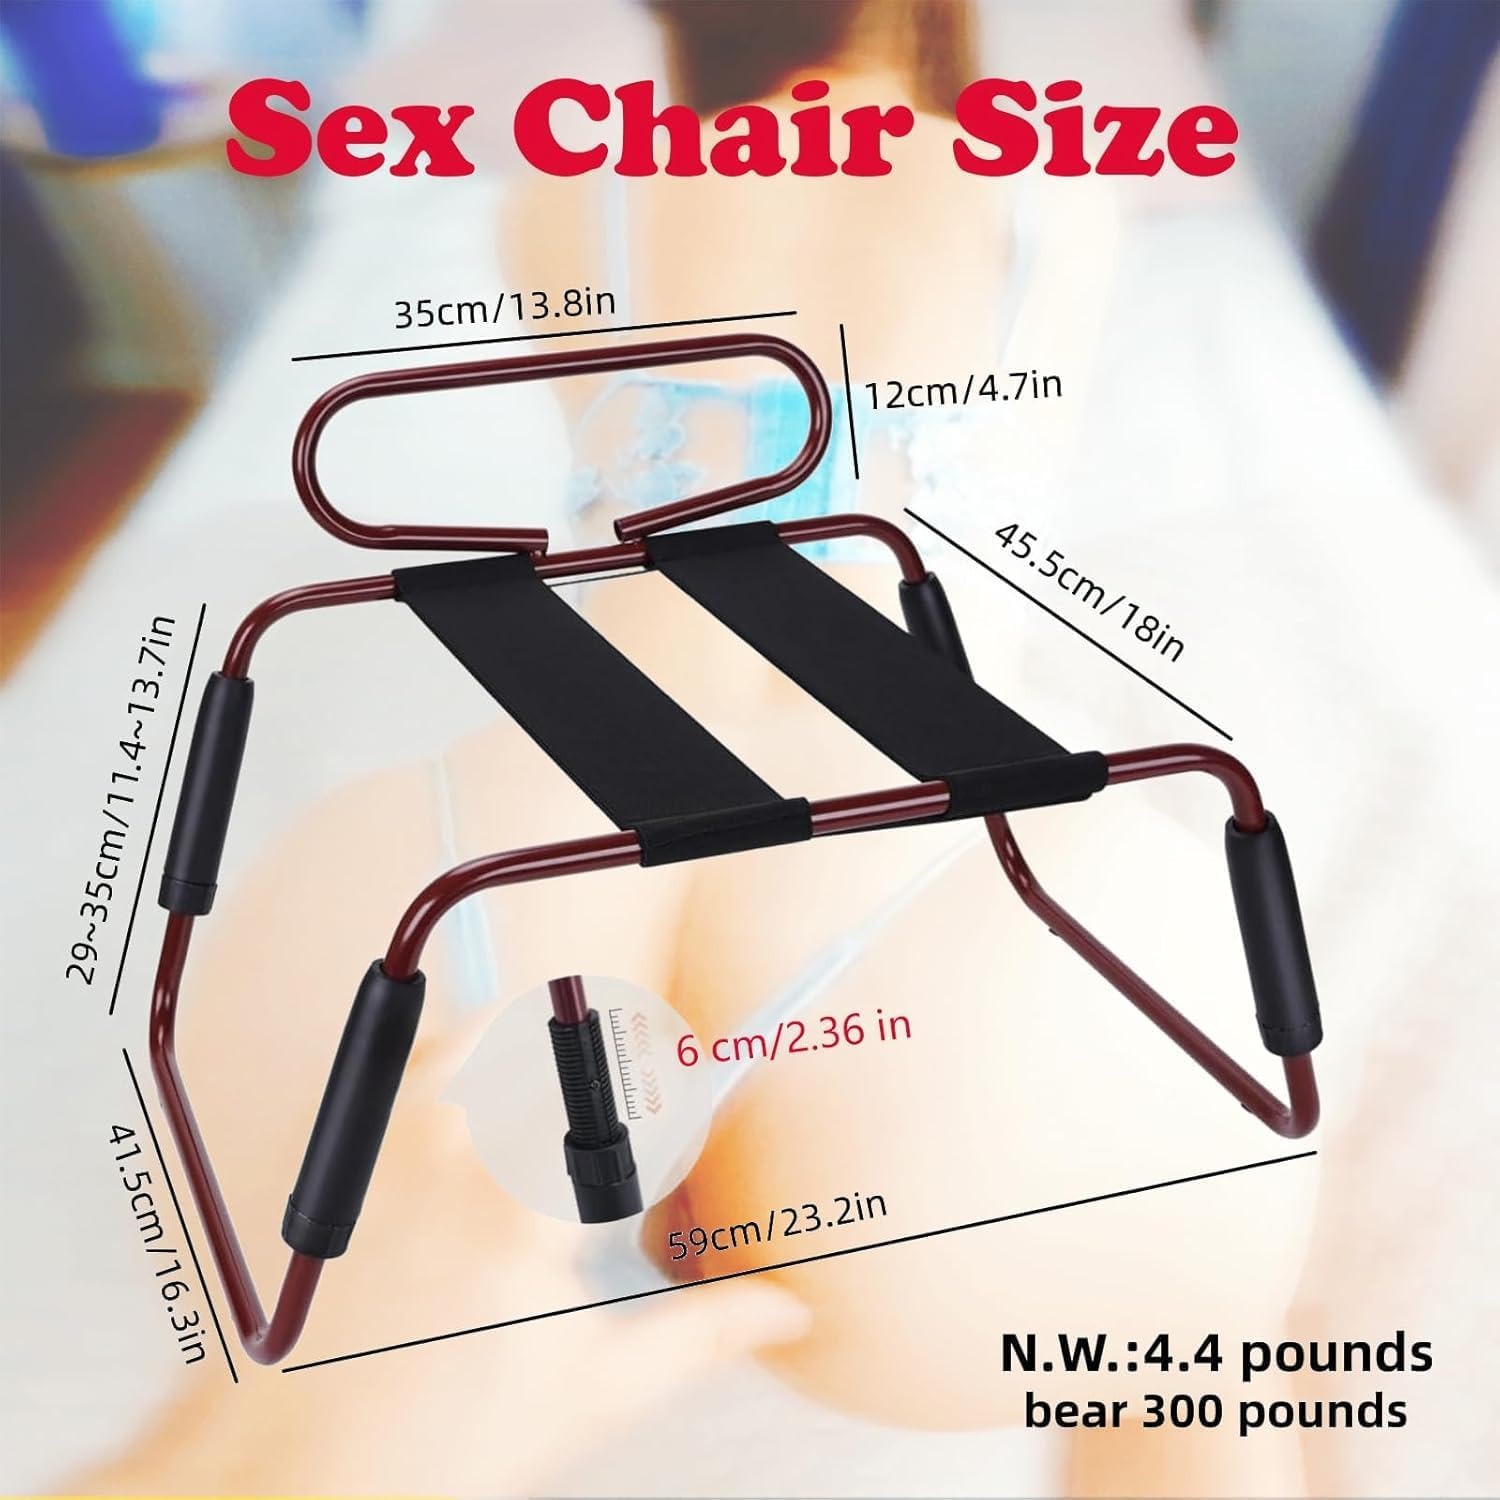 Sex Chair Size
35cm/13.8in
12cm/4.7in
45.5cm/18in
29~35cm/11.4~13.7in
6 cm/2.36 in
41.5cm/16.3in
59cm/23.2in
N.W.:4.4 pounds
bear 300 pounds